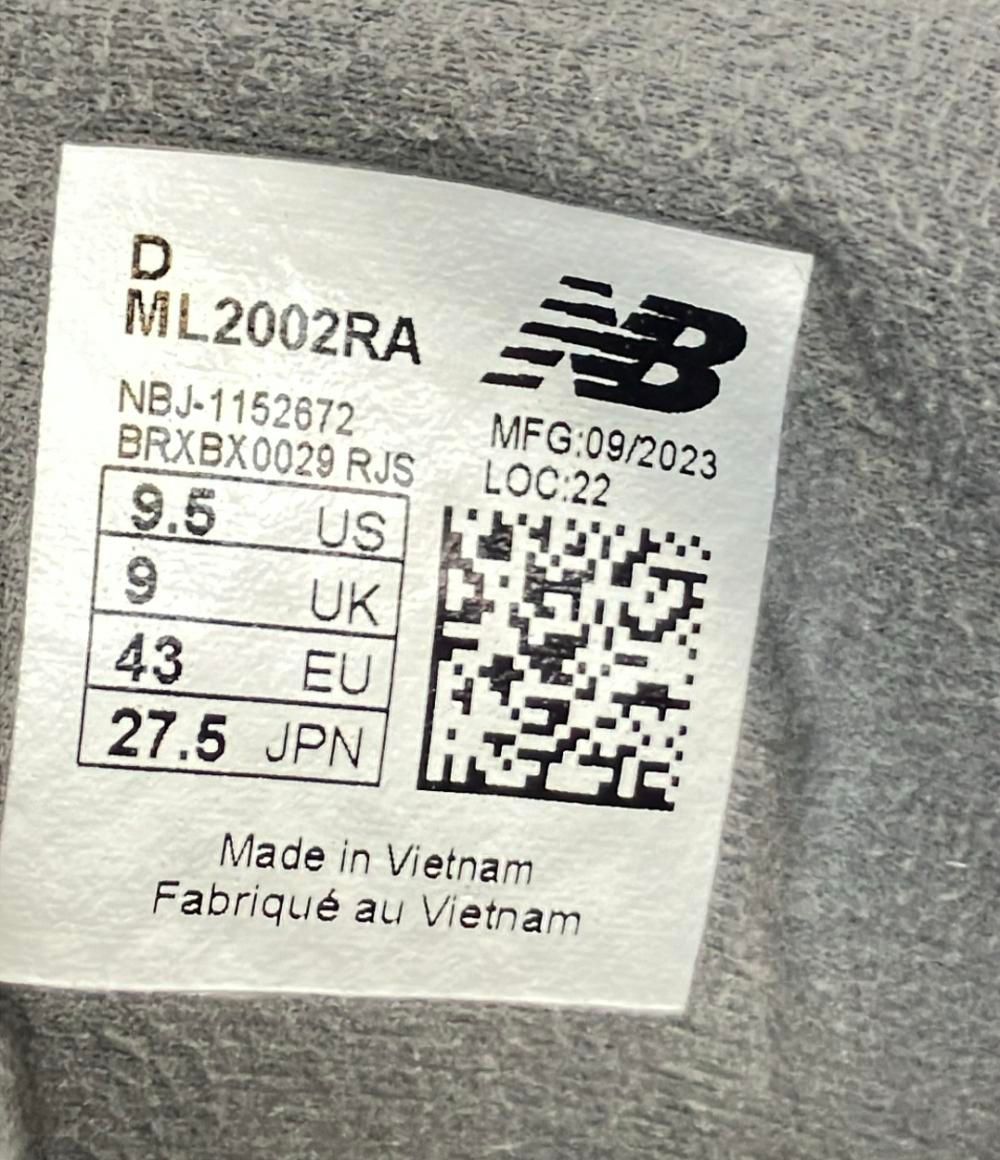 D
ML2002RA
NB
NBJ-1152672
BRXBX0029 RJS
MFG:09/2023
LOC:22
9.5 US
9 UK
43 EU
27.5 JPN
Made in Vietnam
Fabriqué au Vietnam